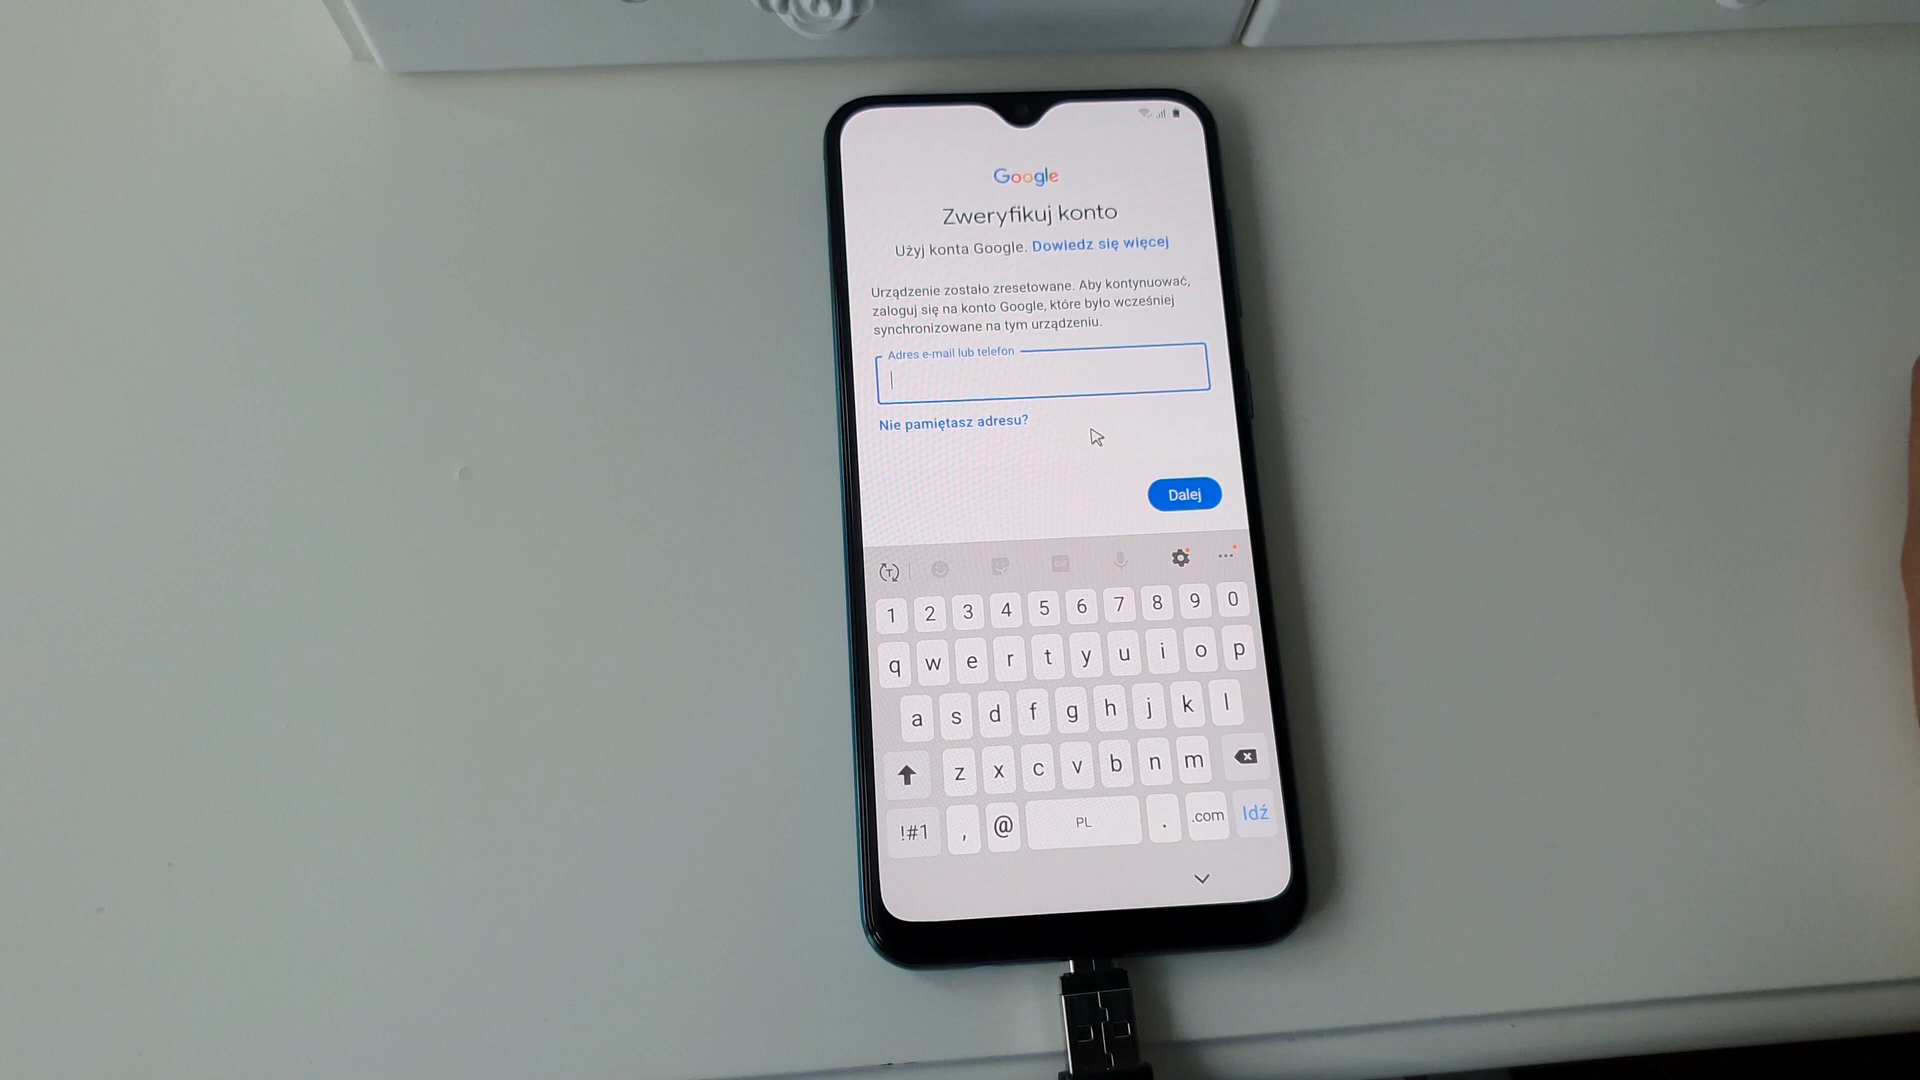 Google
Zweryfikuj konto
Użyj konta Google. Dowiedz się więcej
Urządzenie zostało zresetowane. Aby kontynuować,
zaloguj się na konto Google, które było wcześniej
synchronizowane na tym urządzeniu.
Adres e-mail lub telefon
Nie pamiętasz adresu?
Dalej
GIF
1 2 3 4 5 6 7 8 9 0
q w e r t y u i o p
a s d f g h j k l
z x c v b n m
!#1 , @ PL . .com Idź